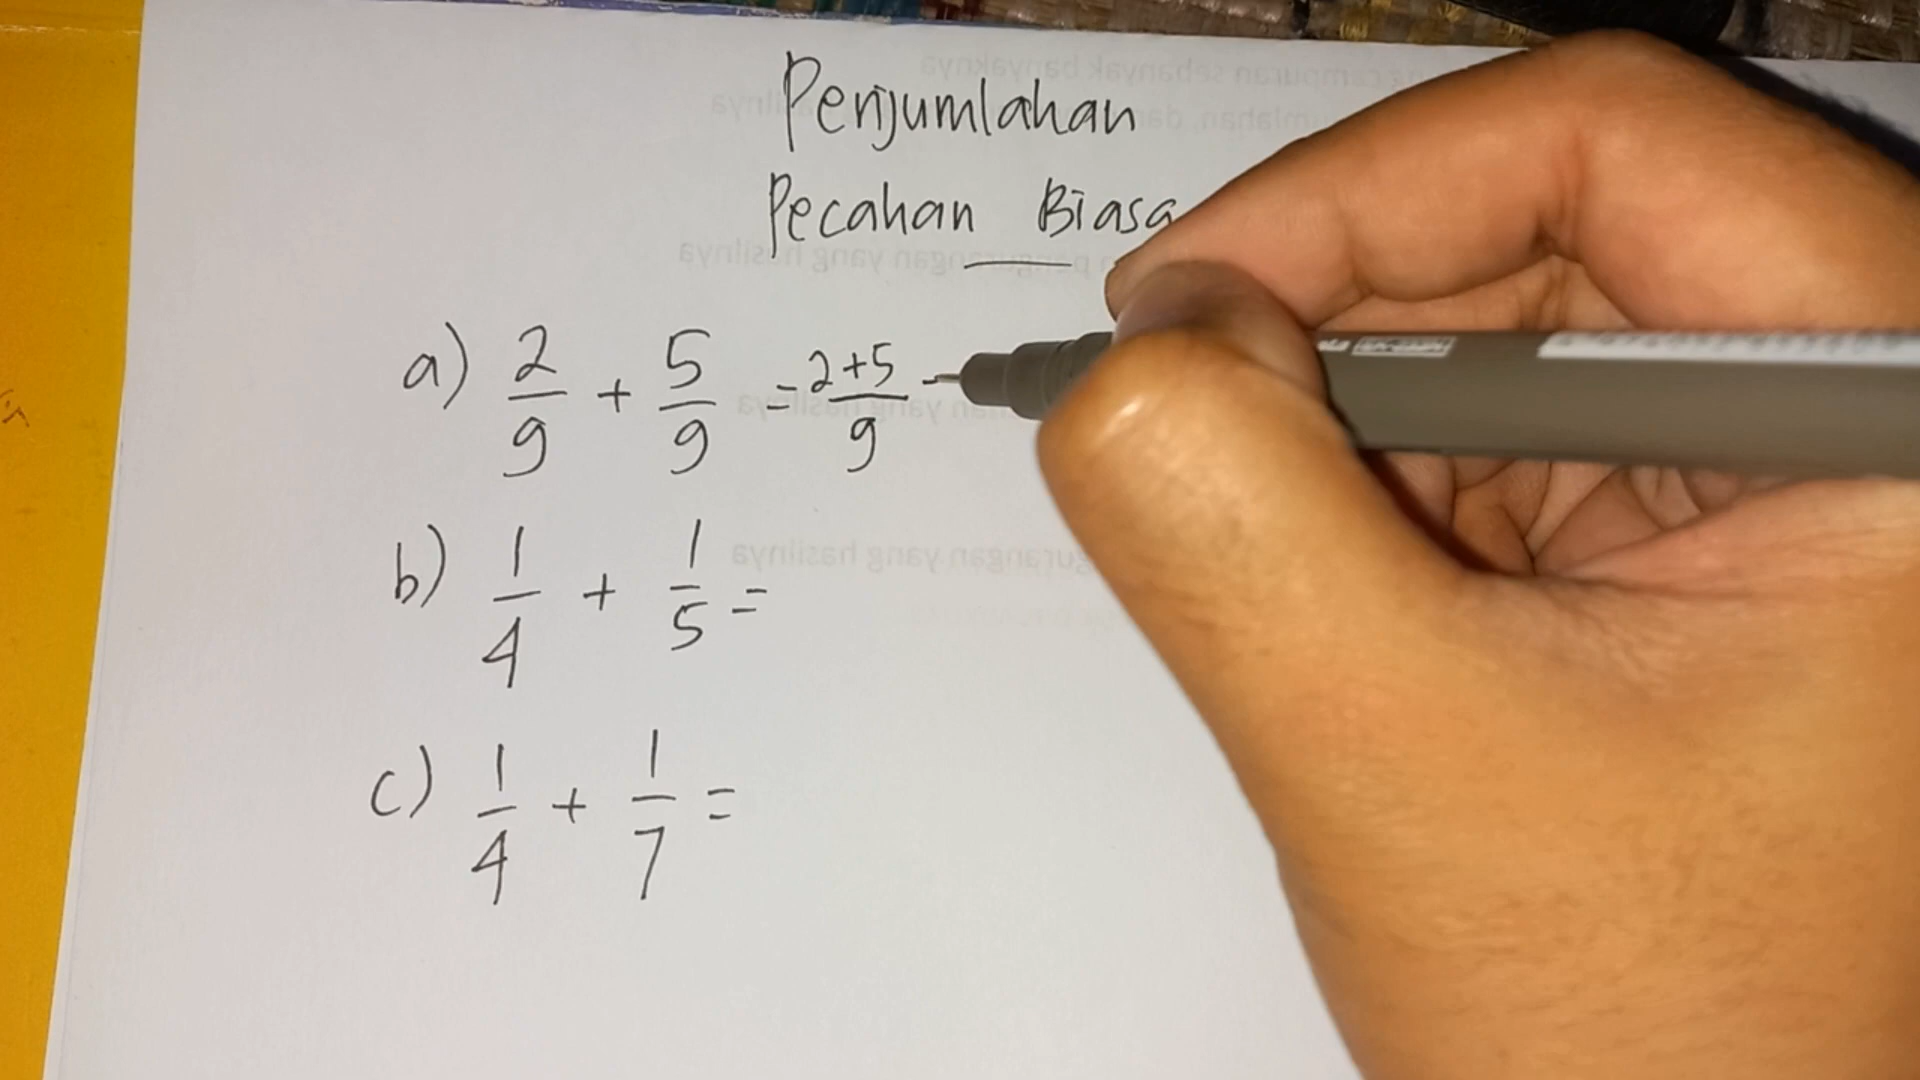 Penjumlahan
Pecahan Biasa
a) 2/9 + 5/9 = 2+5/9 -
b) 1/4 + 1/5 =
c) 1/4 + 1/7 =